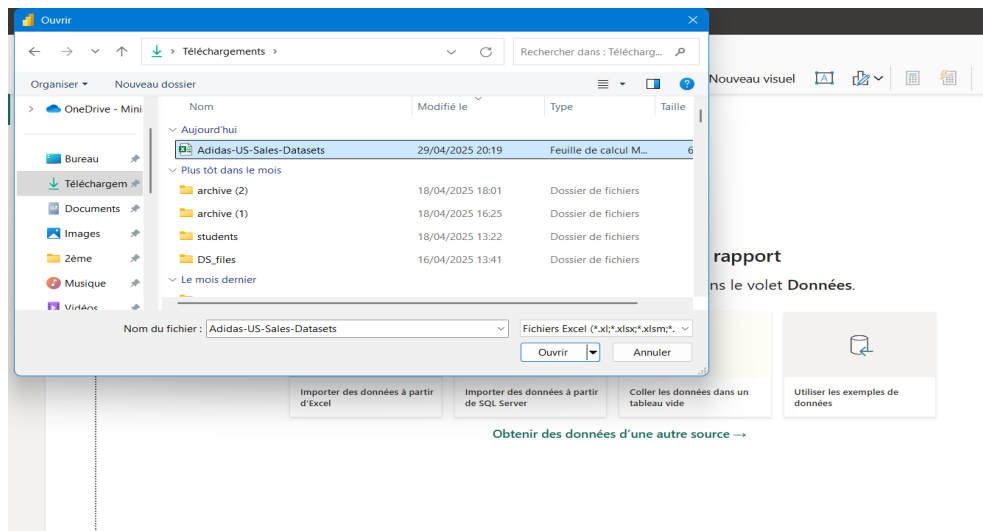 Ouvrir
Téléchargements
Rechercher dans : Télécharg...
Organiser
Nouveau dossier
Nouveau visuel
Nom
Modifié le
Type
Taille
OneDrive - Mini
Bureau
Téléchargem
Documents
Images
2ème
Musique
Vidéos
Aujourd'hui
Adidas-US-Sales-Datasets 29/04/2025 20:19 Feuille de calcul M... 6
Plus tôt dans le mois
archive (2) 18/04/2025 18:01 Dossier de fichiers
archive (1) 18/04/2025 16:25 Dossier de fichiers
students 18/04/2025 13:22 Dossier de fichiers
DS_files 16/04/2025 13:41 Dossier de fichiers
Le mois dernier
Nom du fichier : Adidas-US-Sales-Datasets
Fichiers Excel (*.xl;*.xlsx;*.xlsm;*.
Ouvrir
Annuler
rapport
ns le volet Données.
Importer des données à partir
d'Excel
Importer des données à partir
de SQL Server
Coller les données dans un
tableau vide
Utiliser les exemples de
données
Obtenir des données d'une autre source →